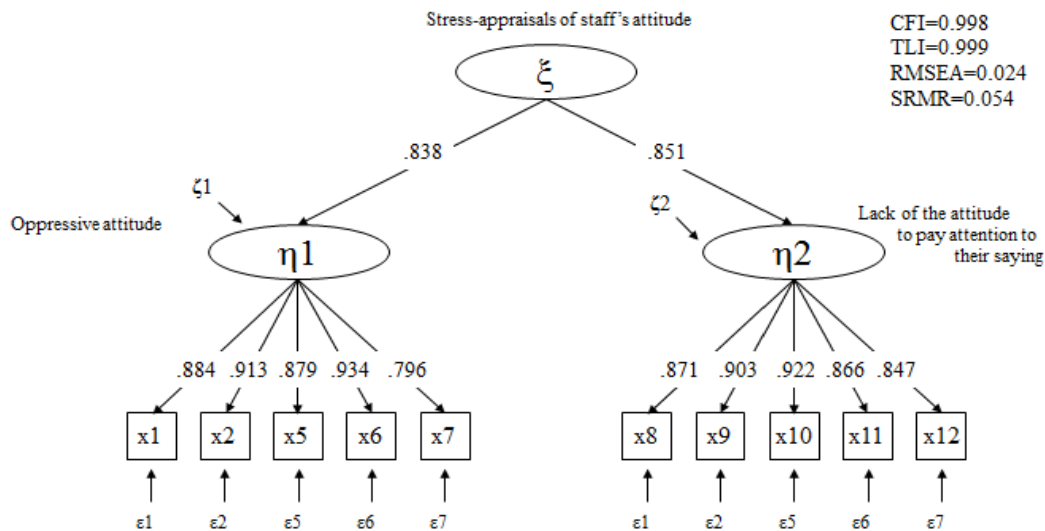 Stress-appraisals of staff's attitude
CFI=0.998
TLI=0.999
RMSEA=0.024
SRMR=0.054
ξ
.838 .851
ζ1 ζ2
Oppressive attitude
Lack of the attitude
to pay attention to
their saying
η1 η2
.884 .913 .879 .934 .796 .871 .903 .922 .866 .847
x1 x2 x5 x6 x7 x8 x9 x10 x11 x12
ε1 ε2 ε5 ε6 ε7 ε1 ε2 ε5 ε6 ε7